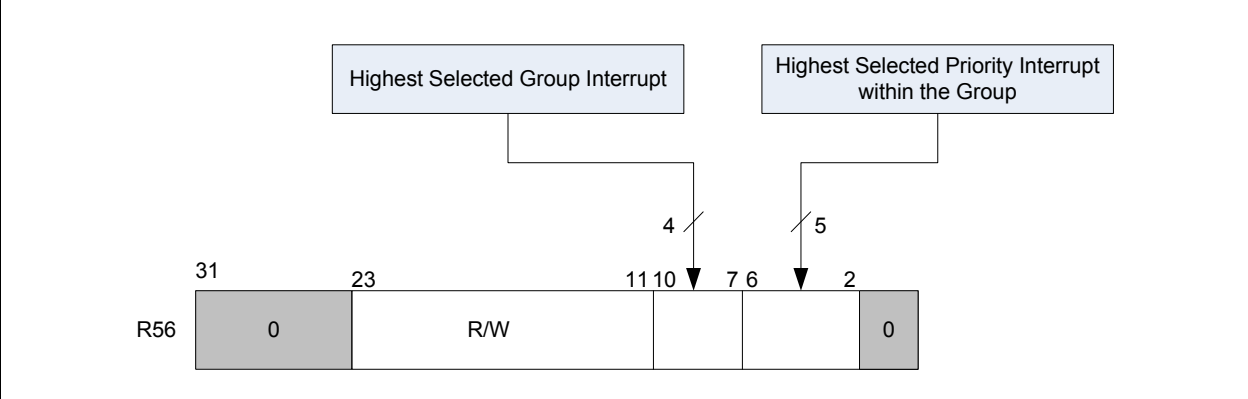 Highest Selected Group Interrupt
Highest Selected Priority Interrupt
within the Group
4
5
31
23
11 10
7 6
2
R56
0
R/W
0